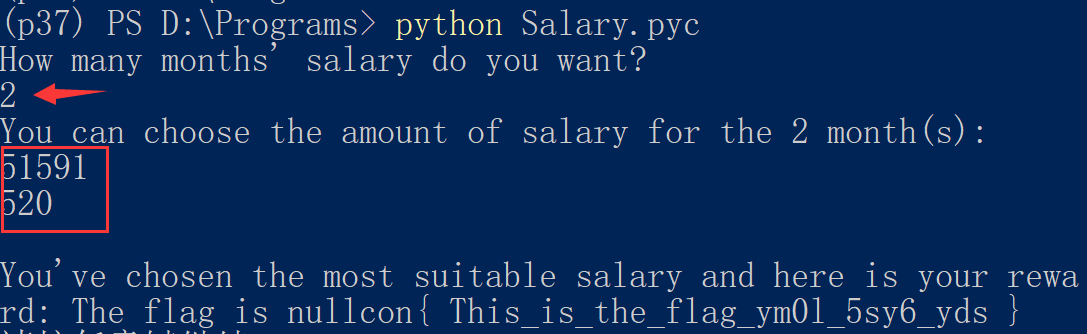 (p37) PS D:\Programs> python Salary.pyc
How many months' salary do you want?
2
You can choose the amount of salary for the 2 month(s):
51591
520
You've chosen the most suitable salary and here is your rewa
rd: The flag is nullcon{ This_is_the_flag_ym0l_5sy6_yds }